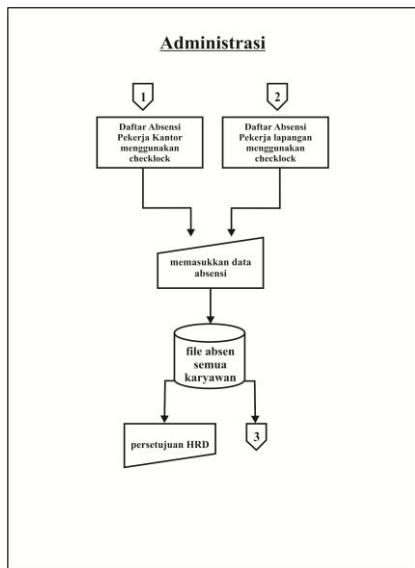 Administrasi
1
2
Daftar Absensi
Pekerja Kantor
menggunakan
checklock
Daftar Absensi
Pekerja lapangan
menggunakan
checklock
memasukkan data
absensi
file absen
semua
karyawan
persetujuan HRD
3